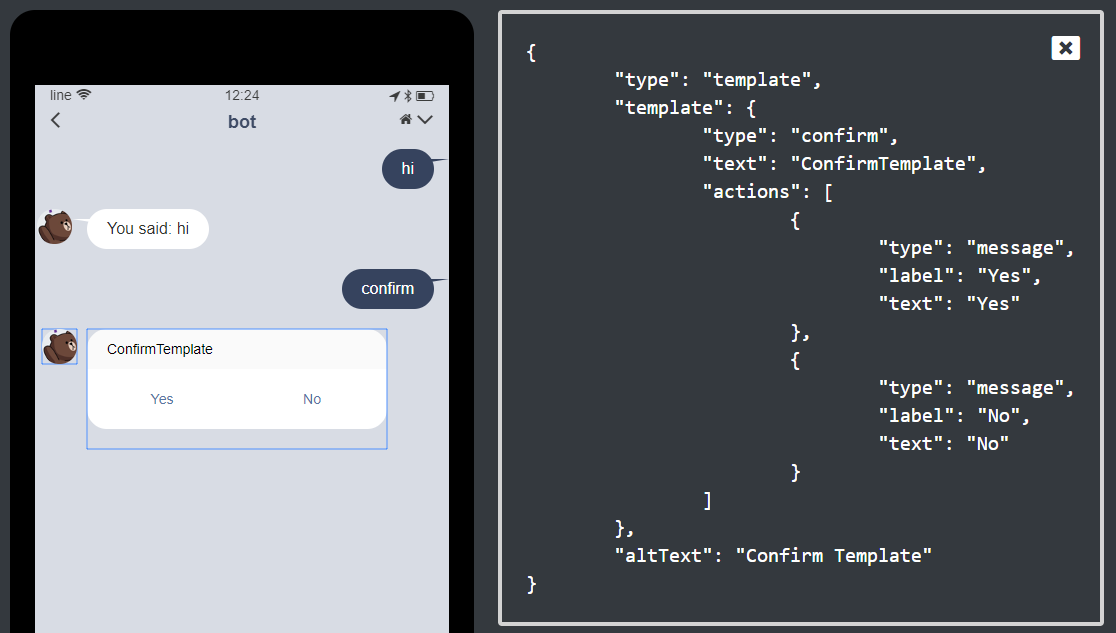 line 12:24
bot
hi
You said: hi
confirm
ConfirmTemplate
Yes No
{
"type": "template",
"template": {
"type": "confirm",
"text": "ConfirmTemplate",
"actions": [
{
"type": "message",
"label": "Yes",
"text": "Yes"
},
{
"type": "message",
"label": "No",
"text": "No"
}
]
},
"altText": "Confirm Template"
}